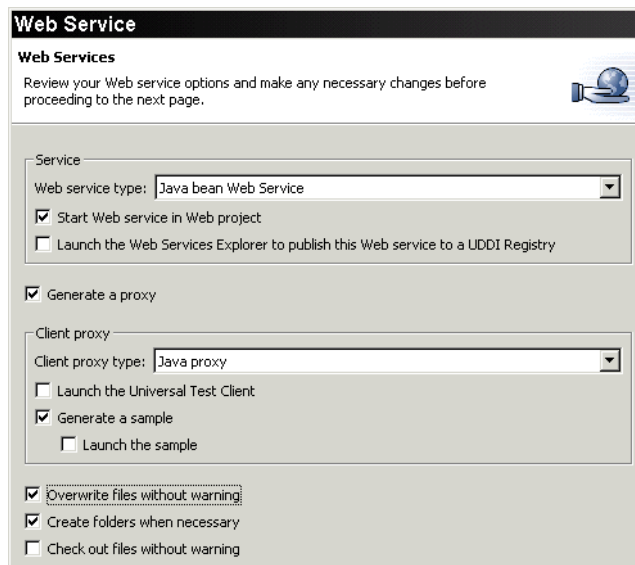 Web Service
Web Services
Review your Web service options and make any necessary changes before
proceeding to the next page.
Service
Web service type: Java bean Web Service
Start Web service in Web project
Launch the Web Services Explorer to publish this Web service to a UDDI Registry
Generate a proxy
Client proxy
Client proxy type: Java proxy
Launch the Universal Test Client
Generate a sample
Launch the sample
Overwrite files without warning
Create folders when necessary
Check out files without warning